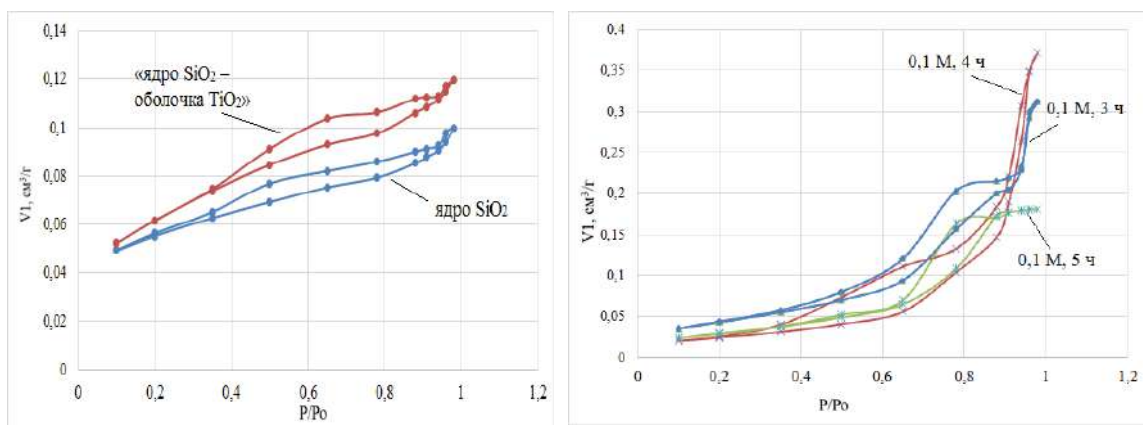 0,14
0,12
0,1
0,08
0,06
0,04
0,02
0
V1, см³/г
«ядро SiO₂ –
оболочка TiO₂»
ядро SiO₂
0 0,2 0,4 0,6 0,8 1 1,2
P/Po
0,4
0,35
0,3
0,25
0,2
0,15
0,1
0,05
0
V1, см³/г
0,1 М, 4 ч
0,1 М, 3 ч
0,1 М, 5 ч
0 0,2 0,4 0,6 0,8 1 1,2
P/Po